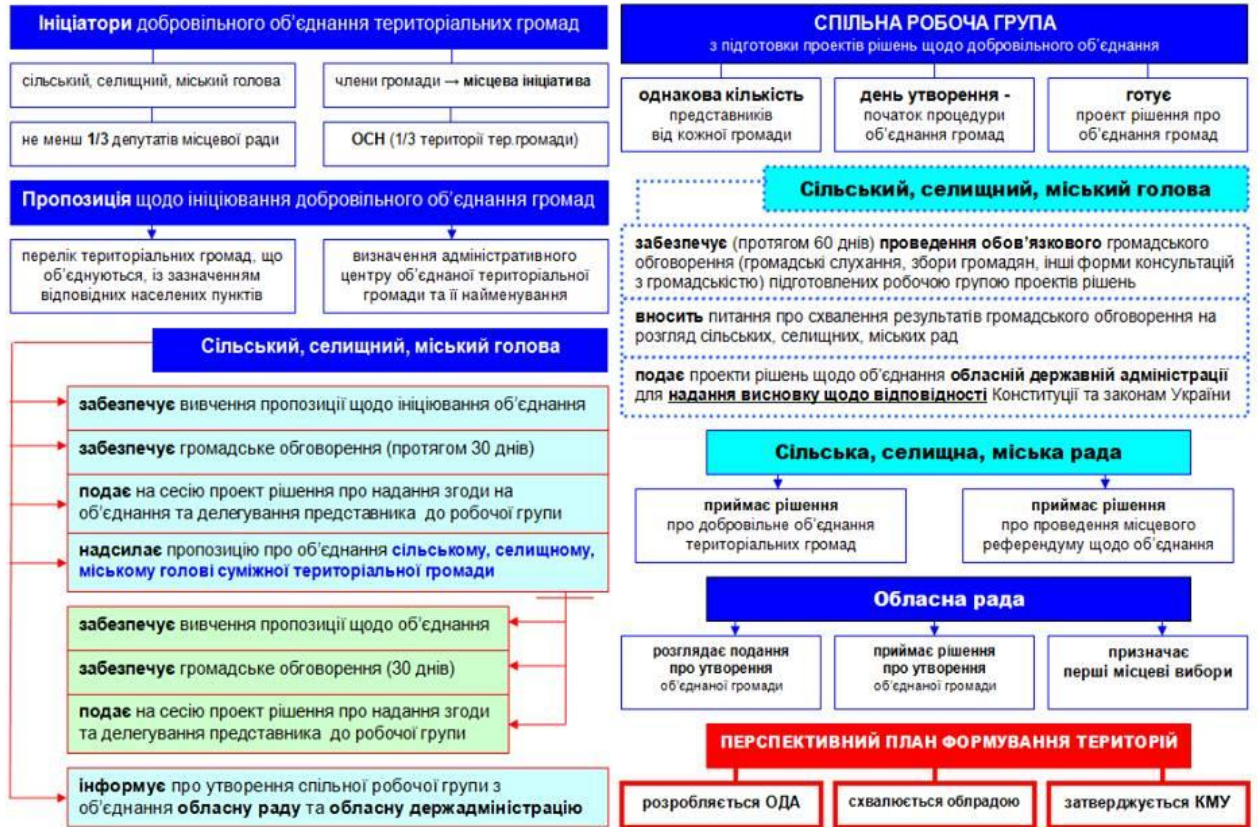 Ініціатори добровільного об’єднання територіальних громад
сільський, селищний, міський голова
члени громади → місцева ініціатива
не менш 1/3 депутатів місцевої ради
ОСН (1/3 території тер.громади)
Пропозиція щодо ініціювання добровільного об’єднання громад
перелік територіальних громад, що
об’єднуються, із зазначенням
відповідних населених пунктів
визначення адміністративного
центру об’єднаної територіальної
громади та її найменування
Сільський, селищний, міський голова
забезпечує вивчення пропозиції щодо ініціювання об’єднання
забезпечує громадське обговорення (протягом 30 днів)
подає на сесію проект рішення про надання згоди на
об’єднання та делегування представника до робочої групи
надсилає пропозицію про об’єднання сільському, селищному,
міському голові суміжної територіальної громади
забезпечує вивчення пропозиції щодо об’єднання
забезпечує громадське обговорення (30 днів)
подає на сесію проект рішення про надання згоди
та делегування представника до робочої групи
інформує про утворення спільної робочої групи з
об’єднання обласну раду та обласну держадміністрацію
СПІЛЬНА РОБОЧА ГРУПА
з підготовки проектів рішень щодо добровільного об’єднання
однакова кількість
представників
від кожної громади
день утворення -
початок процедури
об’єднання громад
готує
проект рішення про
об’єднання громад
Сільський, селищний, міський голова
забезпечує (протягом 60 днів) проведення обов’язкового громадського
обговорення (громадські слухання, збори громадян, інші форми консультацій
з громадськістю) підготовлених робочою групою проектів рішень
вносить питання про схвалення результатів громадського обговорення на
розгляд сільських, селищних, міських рад
подає проекти рішень щодо об’єднання обласній державній адміністрації
для надання висновку щодо відповідності Конституції та законам України
Сільська, селищна, міська рада
приймає рішення
про добровільне об’єднання
територіальних громад
приймає рішення
про проведення місцевого
референдуму щодо об’єднання
Обласна рада
розглядає подання
про утворення
об’єднаної громади
приймає рішення
про утворення
об’єднаної громади
призначає
перші місцеві вибори
ПЕРСПЕКТИВНИЙ ПЛАН ФОРМУВАННЯ ТЕРИТОРІЙ
розробляється ОДА
схвалюється облрадою
затверджується КМУ